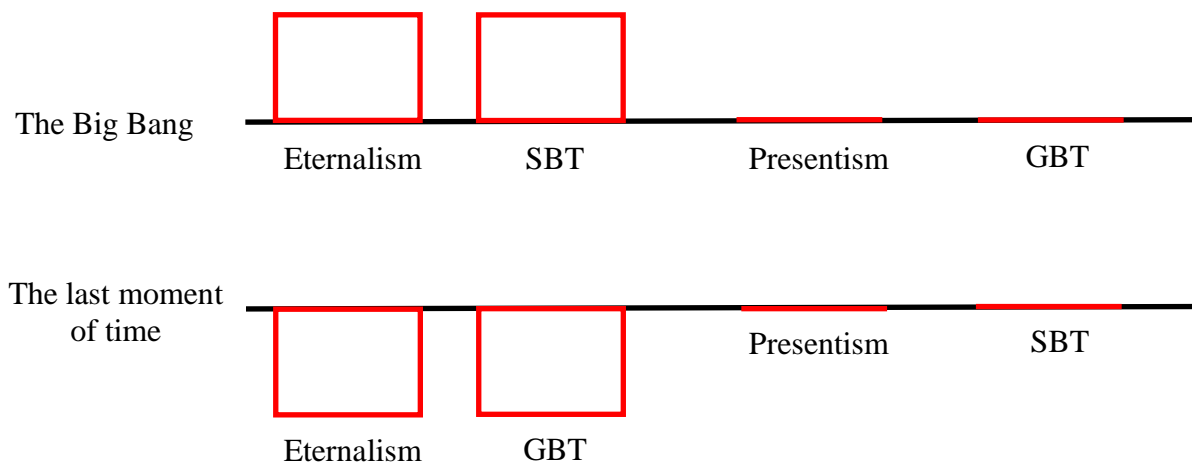 The Big Bang
Eternalism
SBT
Presentism
GBT
The last moment
of time
Presentism
SBT
Eternalism
GBT